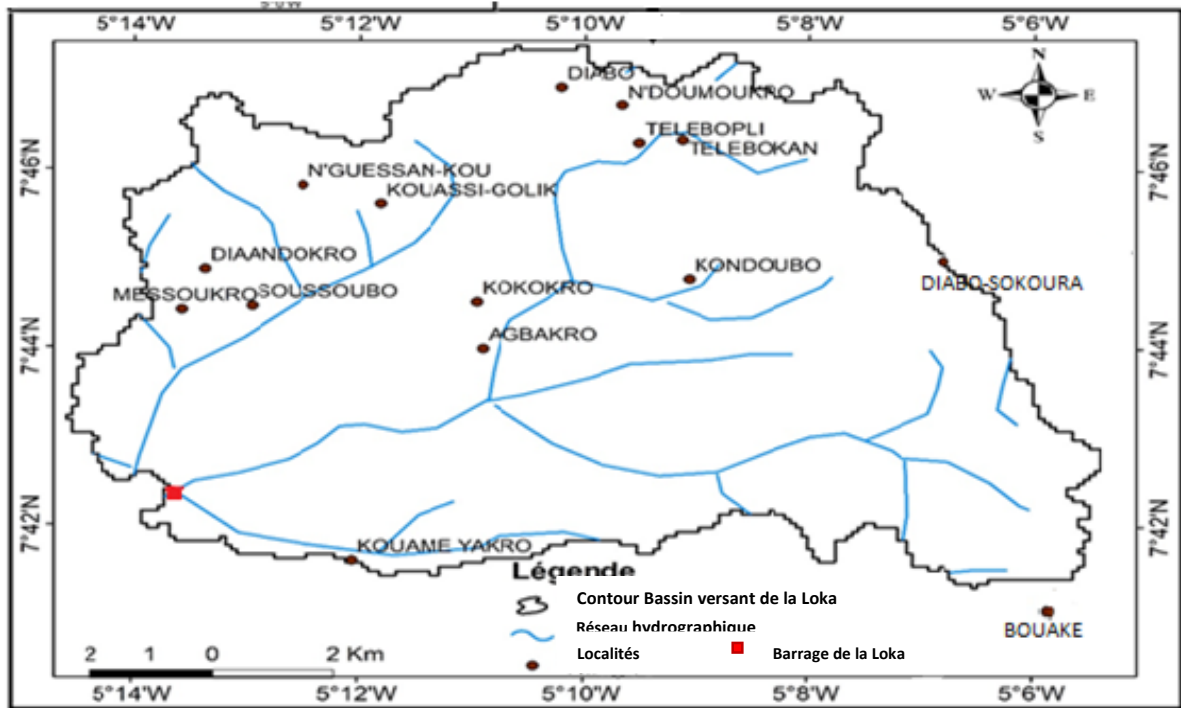 5°14'W 5°12'W 5°10'W 5°8'W 5°6'W
N
W E
S
DIABO
N'DOUMOUKRO
TELEBOPLI
TELEBOKAN
7°46'N
7°46'N
N'GUESSAN-KOU
KOUASSI-GOLIK
DIAANDOKRO
KONDOUBO
DIABO-SOKOURA
MESSOUKRO
SOUSSOUBO
KOKOKRO
AGBAKRO
7°44'N
7°44'N
7°42'N
7°42'N
KOUAME YAKRO
Légende
Contour Bassin versant de la Loka
Réseau hydrographique
Localités
Barrage de la Loka
BOUAKE
2 1 0 2 Km
5°14'W 5°12'W 5°10'W 5°8'W 5°6'W